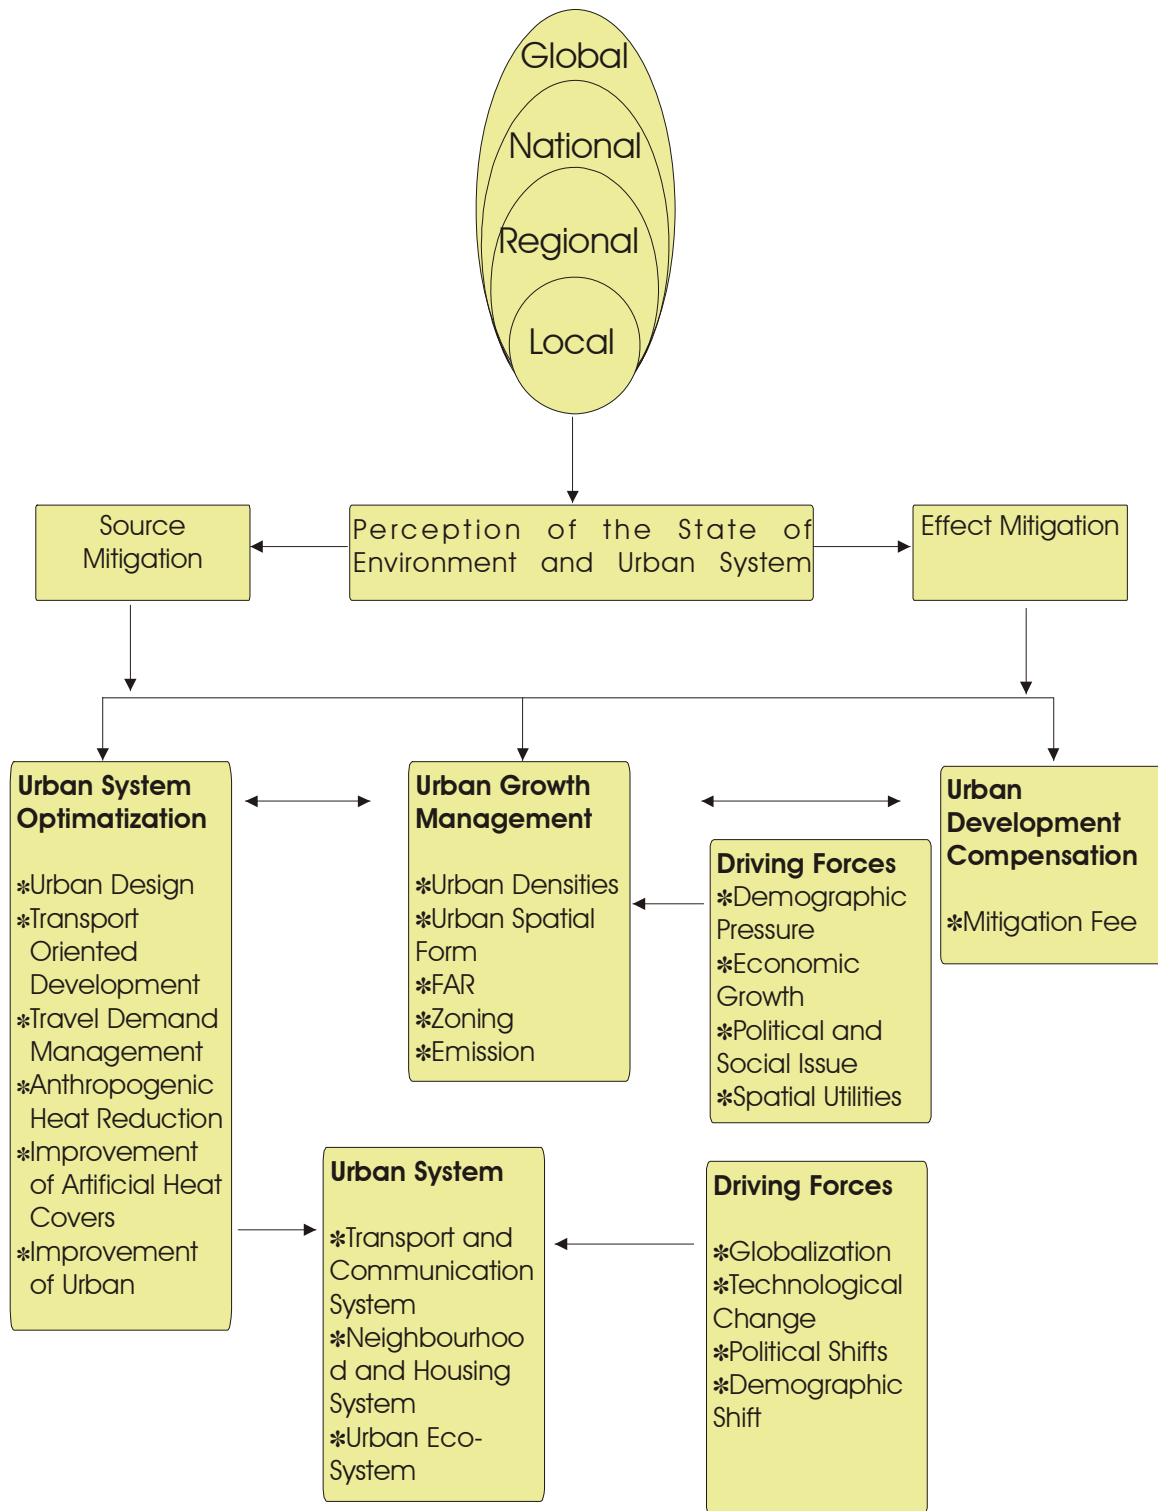 Global
National
Regional
Local
Source
Mitigation
Perception of the State of
Environment and Urban System
Effect Mitigation
Urban System
Optimatization
*Urban Design
*Transport
Oriented
Development
*Travel Demand
Management
*Anthropogenic
Heat Reduction
*Improvement
of Artificial Heat
Covers
*Improvement
of Urban
Urban Growth
Management
*Urban Densities
*Urban Spatial
Form
*FAR
*Zoning
*Emission
Driving Forces
*Demographic
Pressure
*Economic
Growth
*Political and
Social Issue
*Spatial Utilities
Urban
Development
Compensation
*Mitigation Fee
Urban System
*Transport and
Communication
System
*Neighbourhoo
d and Housing
System
*Urban Eco-
System
Driving Forces
*Globalization
*Technological
Change
*Political Shifts
*Demographic
Shift